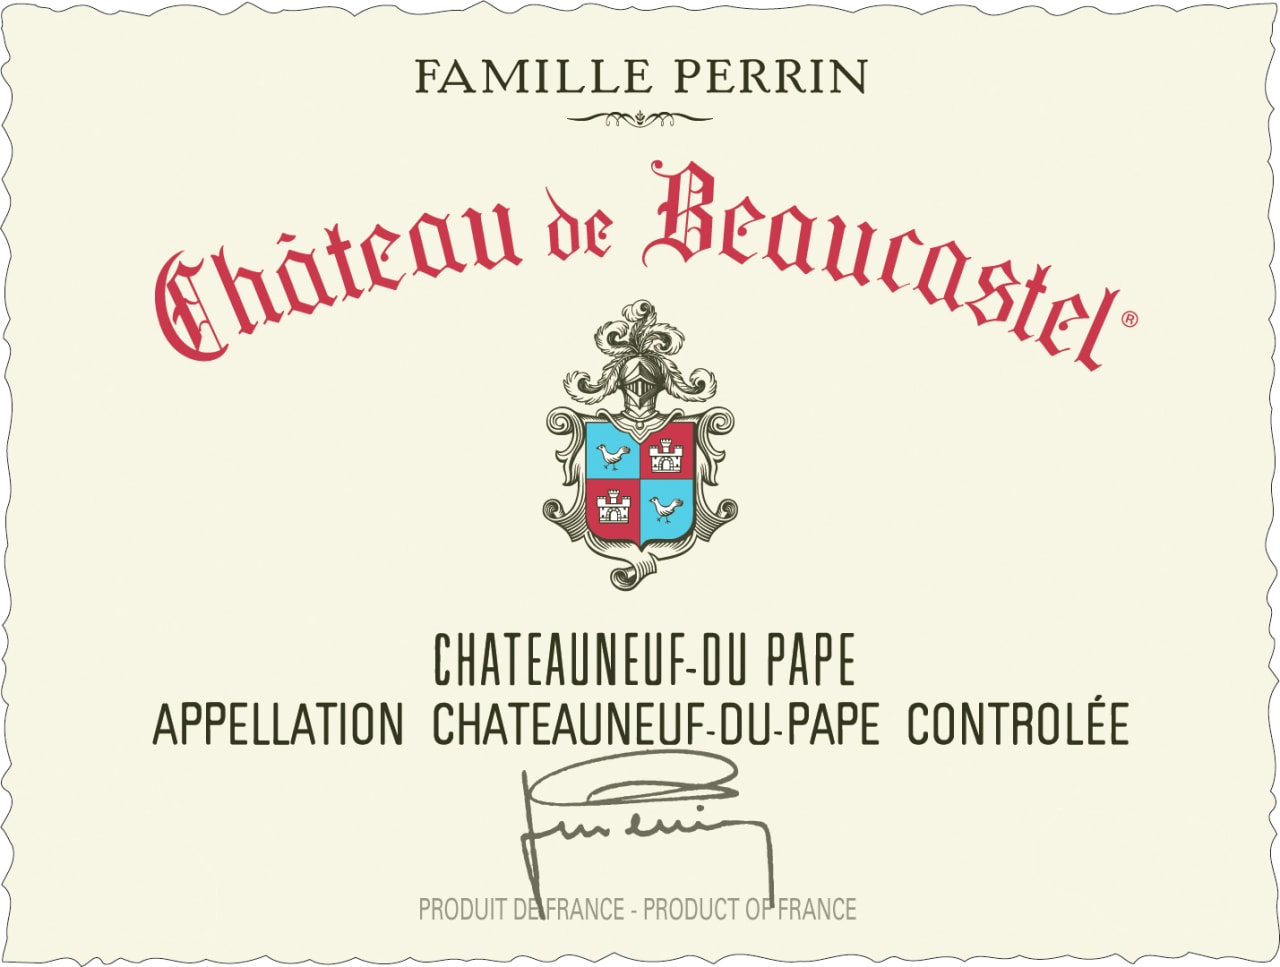 FAMILLE PERRIN
Château de Beaucastel®
CHATEAUNEUF-DU PAPE
APPELLATION CHATEAUNEUF-DU-PAPE CONTROLÉE
PRODUIT DE FRANCE - PRODUCT OF FRANCE